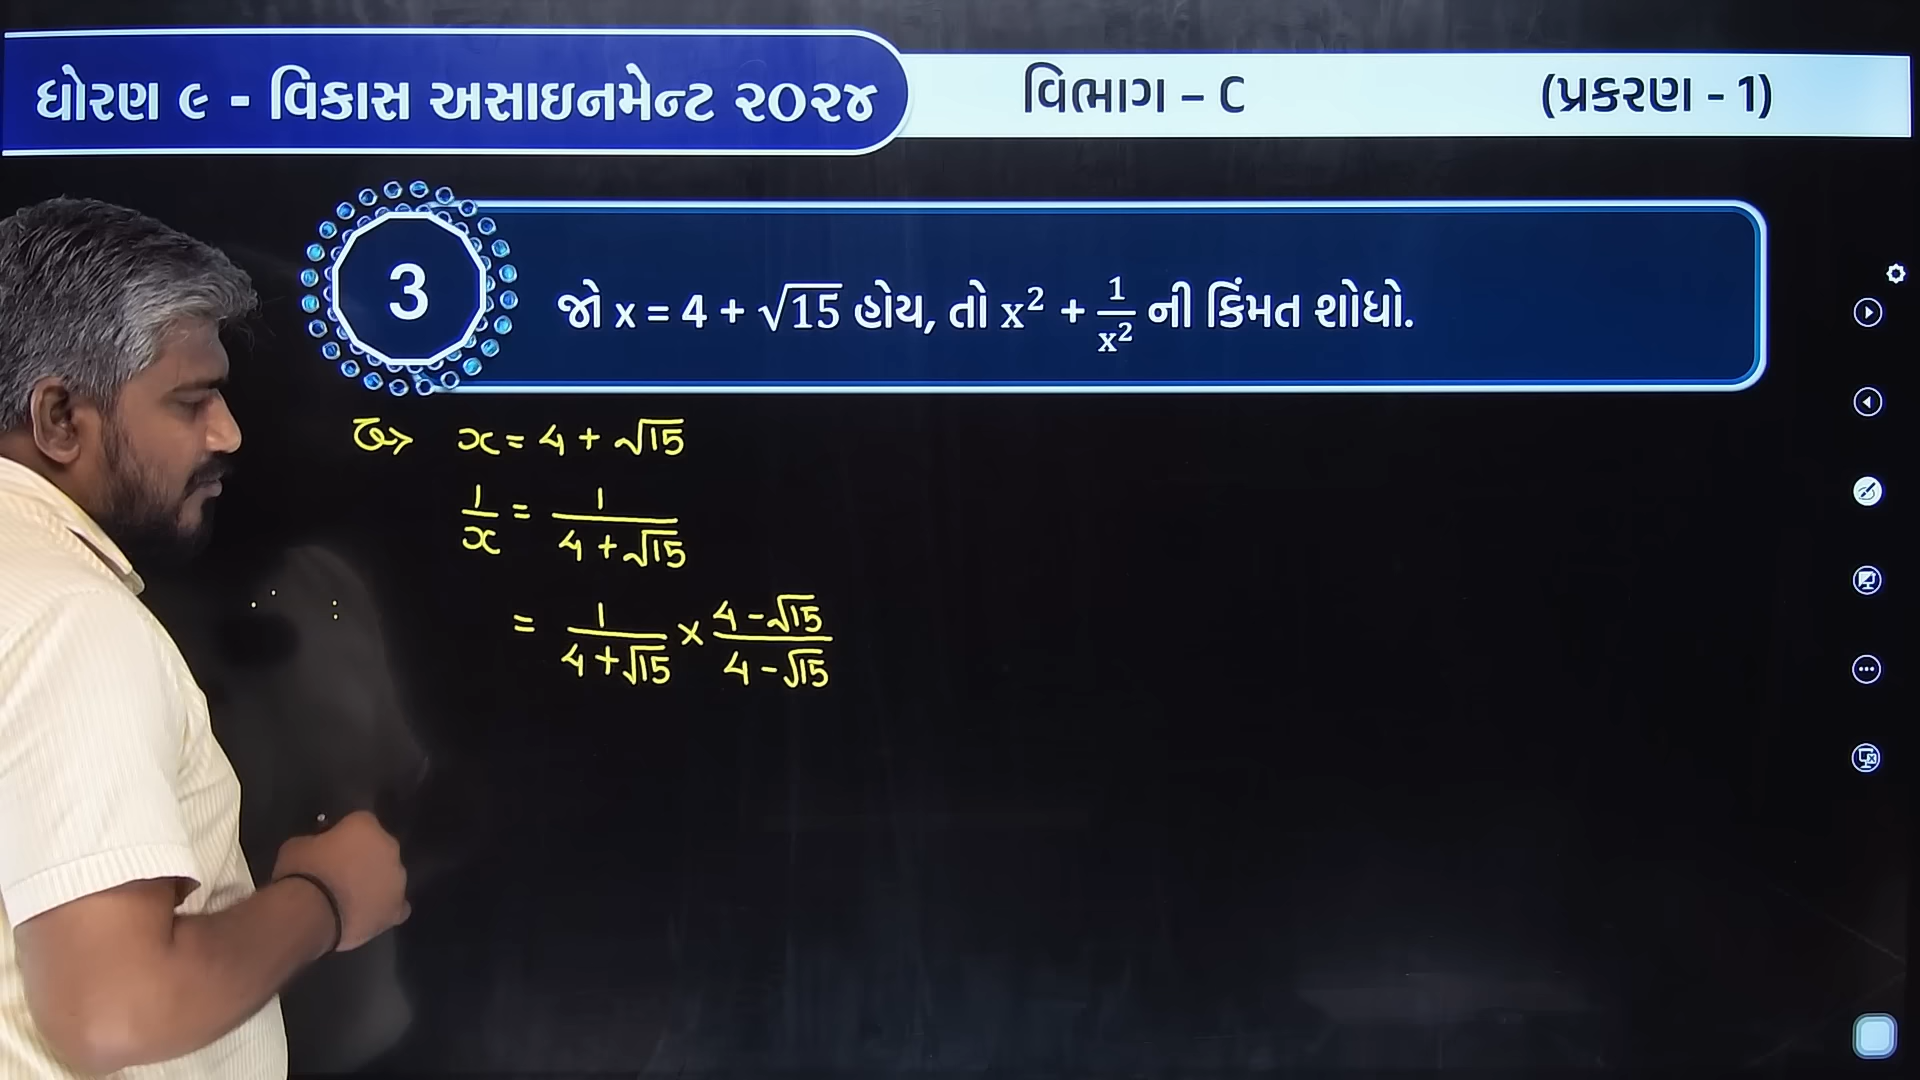 ધોરણ ૯ - વિકાસ અસાઇનમેન્ટ ૨૦૨૪
વિભાગ – C
(પ્રકરણ - 1)
3
જો x = 4 + √15 હોય, તો x² + 1/x² ની કિંમત શોધો.
જ→ x = 4 + √15
1/x = 1/(4 + √15)
= 1/(4 + √15) × (4 - √15)/(4 - √15)